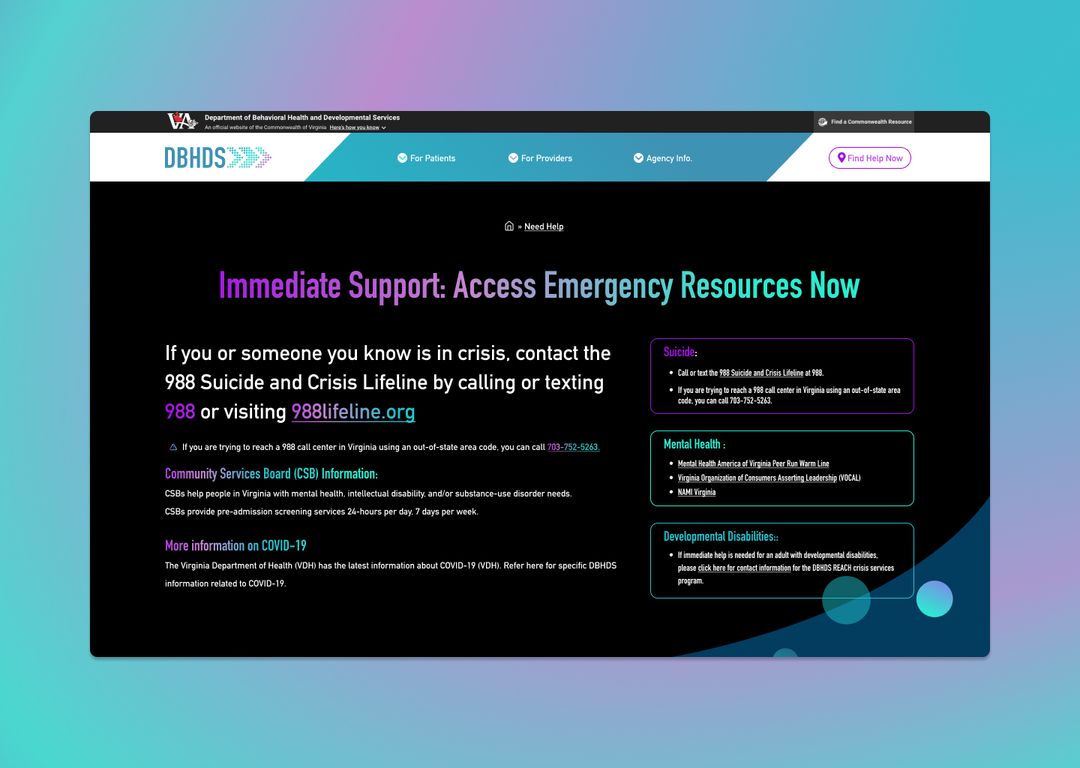 VA
Department of Behavioral Health and Developmental Services
An official website of the Commonwealth of Virginia Here's how you know
Find a Commonwealth Resource
DBHDS
For Patients
For Providers
Agency Info.
Find Help Now
» Need Help
Immediate Support: Access Emergency Resources Now
If you or someone you know is in crisis, contact the
988 Suicide and Crisis Lifeline by calling or texting
988 or visiting 988lifeline.org
If you are trying to reach a 988 call center in Virginia using an out-of-state area code, you can call 703-752-5263.
Community Services Board (CSB) Information:
CSBs help people in Virginia with mental health, intellectual disability, and/or substance-use disorder needs.
CSBs provide pre-admission screening services 24-hours per day, 7 days per week.
More information on COVID-19
The Virginia Department of Health (VDH) has the latest information about COVID-19 (VDH). Refer here for specific DBHDS
information related to COVID-19.
Suicide:
Call or text the 988 Suicide and Crisis Lifeline at 988.
If you are trying to reach a 988 call center in Virginia using an out-of-state area
code, you can call 703-752-5263.
Mental Health :
Mental Health America of Virginia Peer Run Warm Line
Virginia Organization of Consumers Asserting Leadership (VOCAL)
NAMI Virginia
Developmental Disabilities::
If immediate help is needed for an adult with developmental disabilities,
please click here for contact information for the DBHDS REACH crisis services
program.